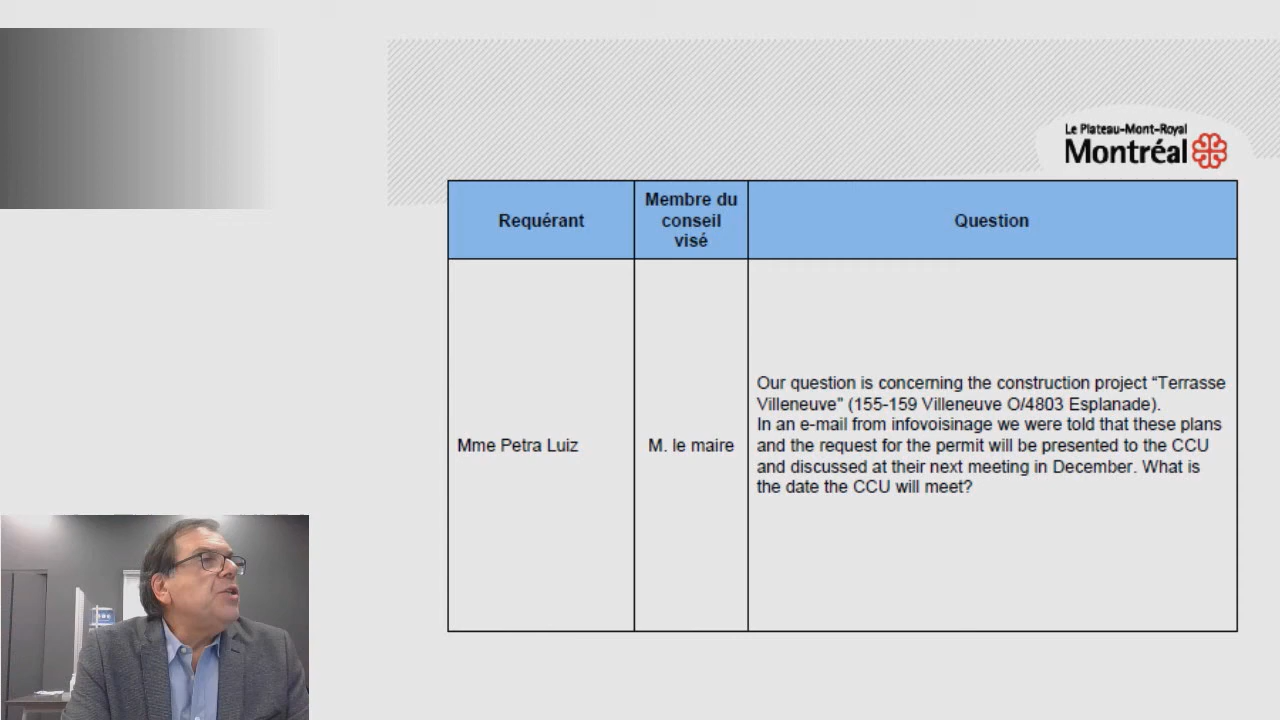 Le Plateau-Mont-Royal
Montréal
Requérant
Membre du
conseil
visé
Question
Mme Petra Luiz
M. le maire
Our question is concerning the construction project “Terrasse
Villeneuve” (155-159 Villeneuve O/4803 Esplanade).
In an e-mail from infovoisinage we were told that these plans
and the request for the permit will be presented to the CCU
and discussed at their next meeting in December. What is
the date the CCU will meet?